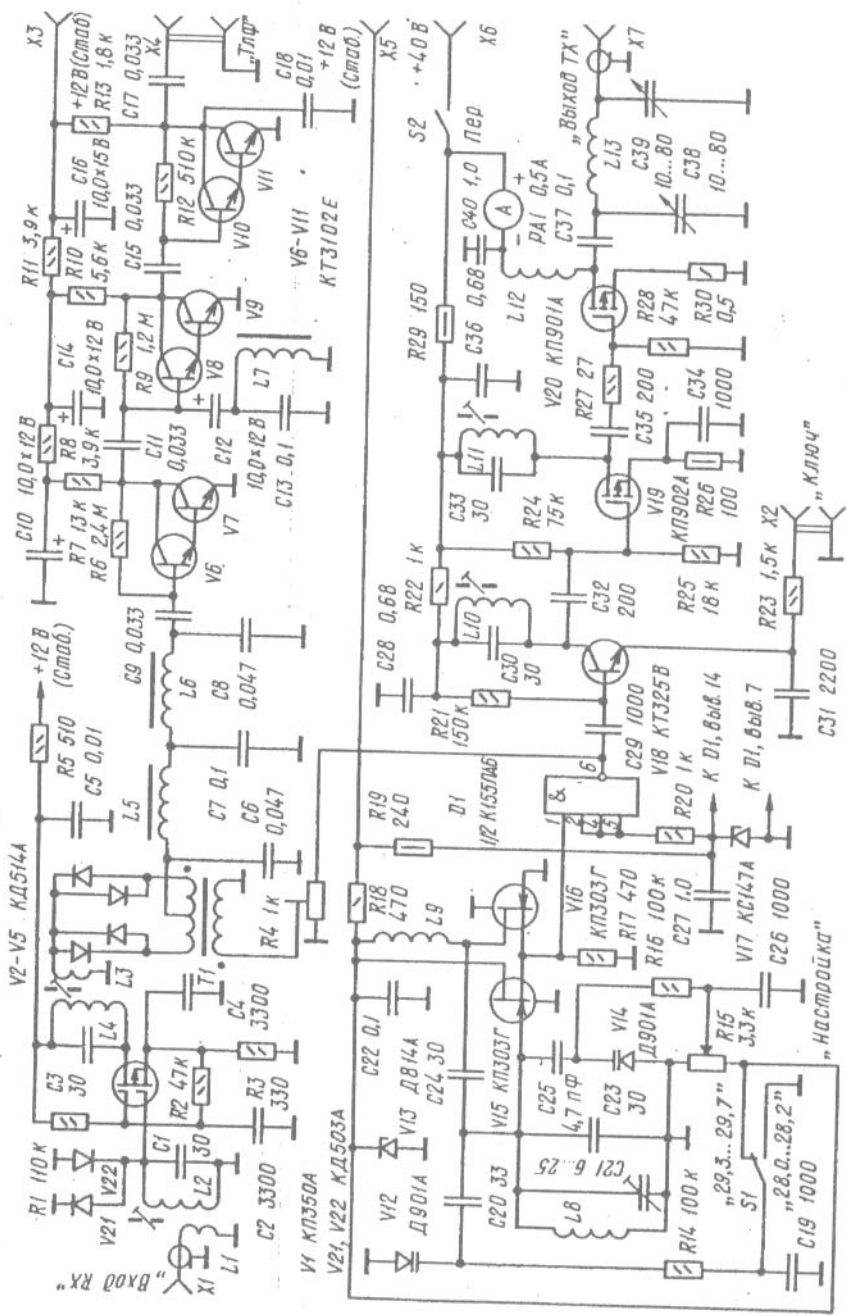 „Вход RX"
X1
L1
R1 110 к
V21
V22
C1
30
L2
C2 3300
C3
30
L4
R2 47К
R3
330
C4
3300
L3
V2-V5 КД514А
T1
R4 1к
R5 510
+12 В
(Стаб.)
C5 0,01
L5
C7 0,1
C6
0,047
L6
C8
0,047
C9 0,033
C10
10,0×12 В
R7 13 к
R6 2,4 М
V6
V7
R8
3,9 к
C11
0,033
C14
10,0×12 В
R9
1,2 М
V8
V9
C12
10,0×12 В
C13 0,1
L7
R11 3,9к
R10
5,6к
C15 0,033
C16
10,0×15В
R12 510 К
V10
V11
V6-V11
КТ3102Е
+12 В(Стаб)
R13 1,8 к
C17 0,033
X3
X4
„Тлф"
C18
0,01
+12 В
(Стаб.)
V1 КП350А
V21, V22 КД503А
V12
Д901А
C20 33
V13
Д814А
C22 0,1
C24 30
R18
470
L9
R19
240
V15 КП303Г
V16
КП303Г
R17 470
C25
4,7 пФ
C23
30
V14
Д901А
C21 6...25
L8
R14 100к
R16 100 к
R15
3,3 к
„29,3...29,7"
S1
„28,0...28,2"
C19 1000
„Настройка"
C26 1000
C27 1,0
V17 КС147А
D1
1/2 К155ЛА6
&
1
2
4
5
6
R20 1 к
К D1, Выв. 14
К D1, Выв. 7
C28 0,68
R21
150 К
R22 1к
L10
C30
30
C29 1000
V18 КТ325В
C31 2200
R23 1,5 К
X2
„Ключ"
C32
200
R24
75К
R25
18 К
C33
30
L11
V19
КП902А
R26
100
C34
1000
C35 200
R27 27
C36 0,68
R29 150
V20 КП901А
R28
47 К
R30
0,5
L12
C40 1,0
PA1 0,5А
A
+
−
C37 0,1
S2
Пер.
+40 В
X5
X6
„Выход TX"
X7
L13
C39
10...80
C38
10...80